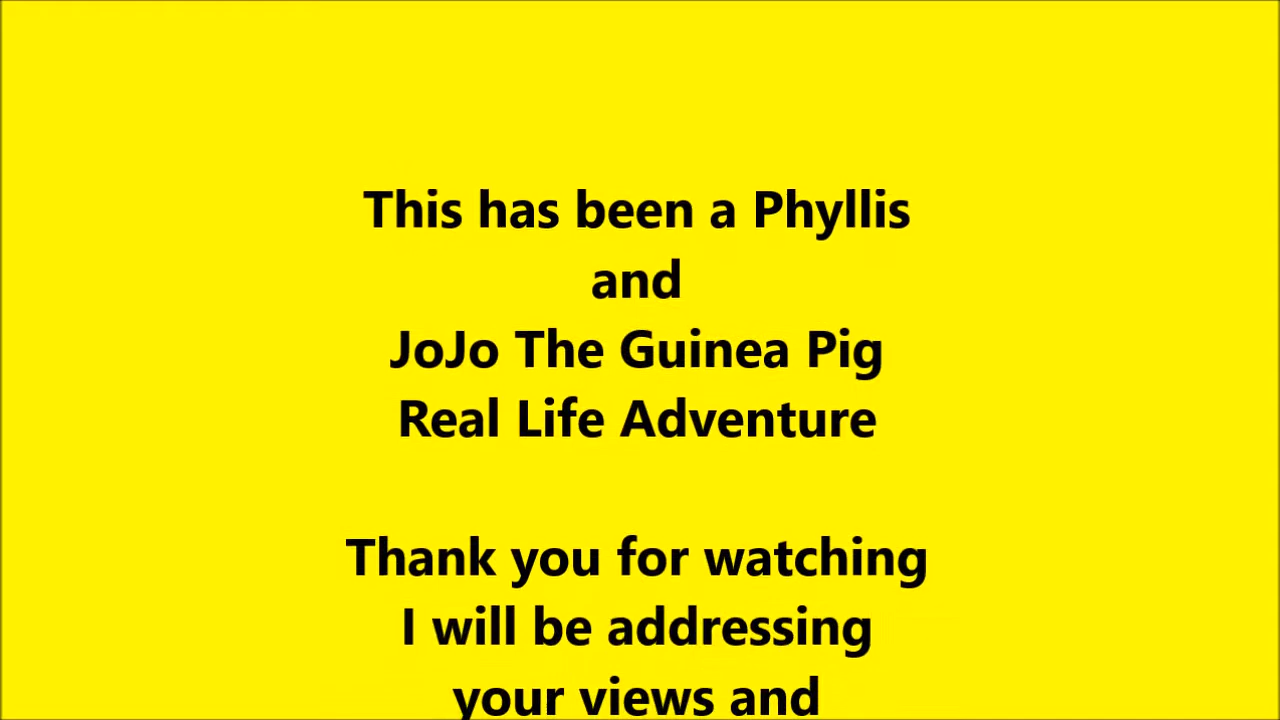 This has been a Phyllis
and
JoJo The Guinea Pig
Real Life Adventure
Thank you for watching
I will be addressing
your views and